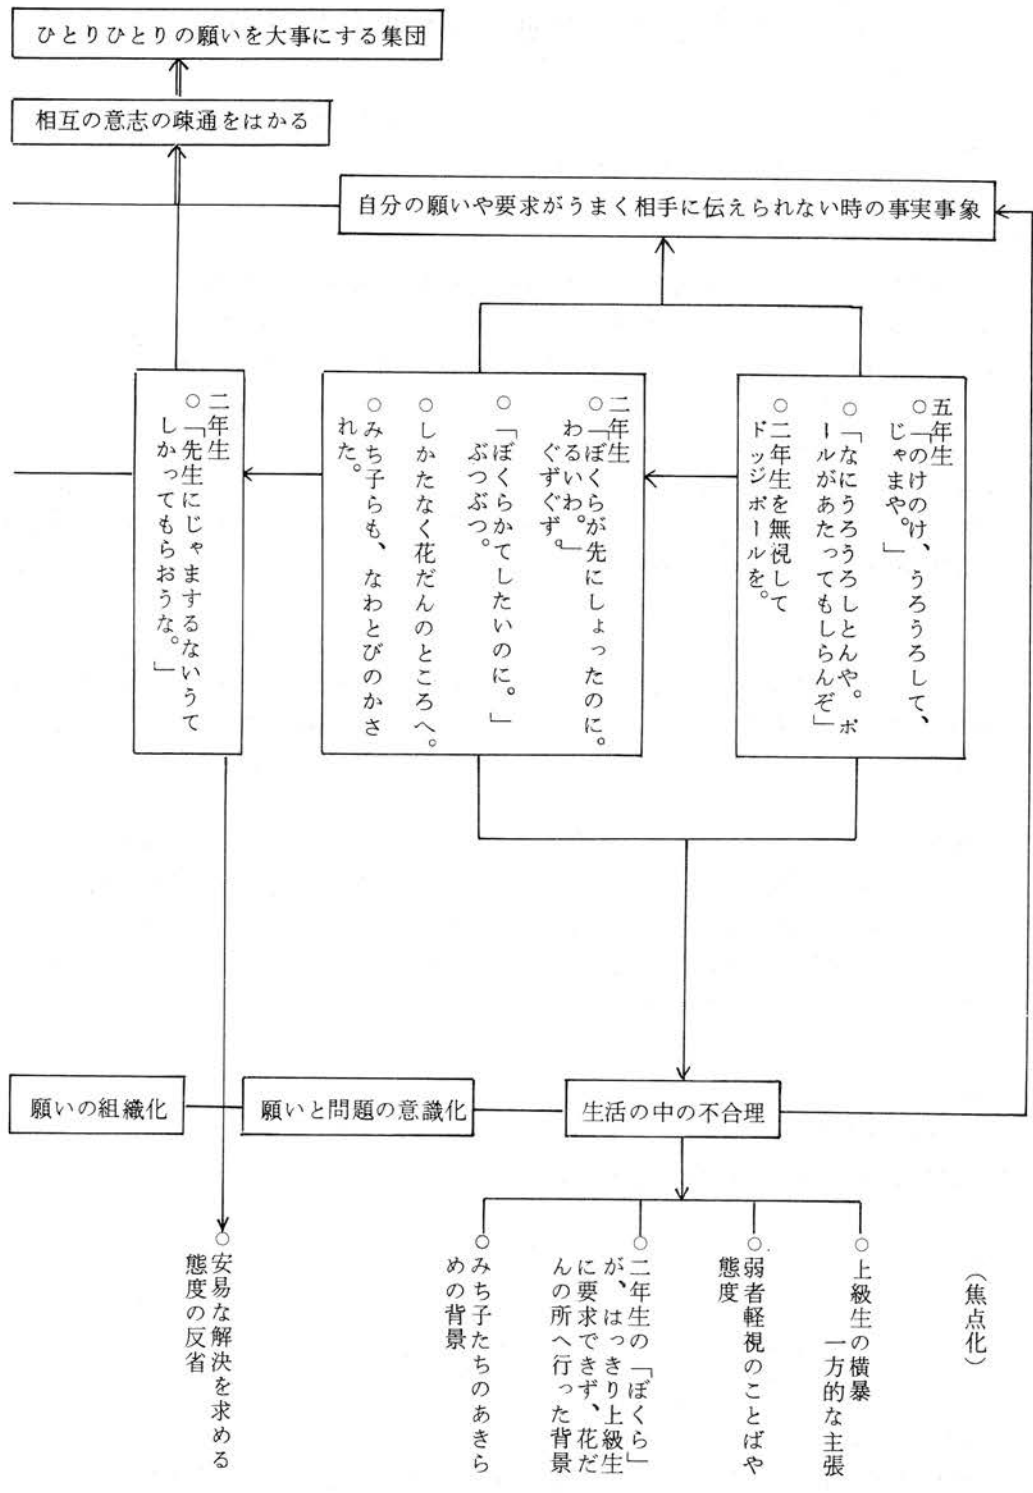 ひとりひとりの願いを大事にする集団
相互の意志の疎通をはかる
自分の願いや要求がうまく相手に伝えられない時の事実事象
五年生
○「のけのけ、うろうろして、
じゃまや。」
○「なにうろうろしとんや。ボ
ールがあたってもしらんぞ」
○二年生を無視して
ドッジボールを。
二年生
○「ぼくらが先にしょったのに。
わるいわ。」
ぐずぐず。
○「ぼくらかてしたいのに。」
ぶつぶつ。
○しかたなく花だんのところへ。
○みち子らも、なわとびのかさ
れた。
二年生
○「先生にじゃまするないうて
しかってもらおうな。」
生活の中の不合理
願いと問題の意識化
願いの組織化
(焦点化)
○上級生の横暴
一方的な主張
○弱者軽視のことばや
態度
○二年生の「ぼくら」
が、はっきり上級生
に要求できず、花だ
んの所へ行った背景
○みち子たちのあきら
めの背景
○安易な解決を求める
態度の反省